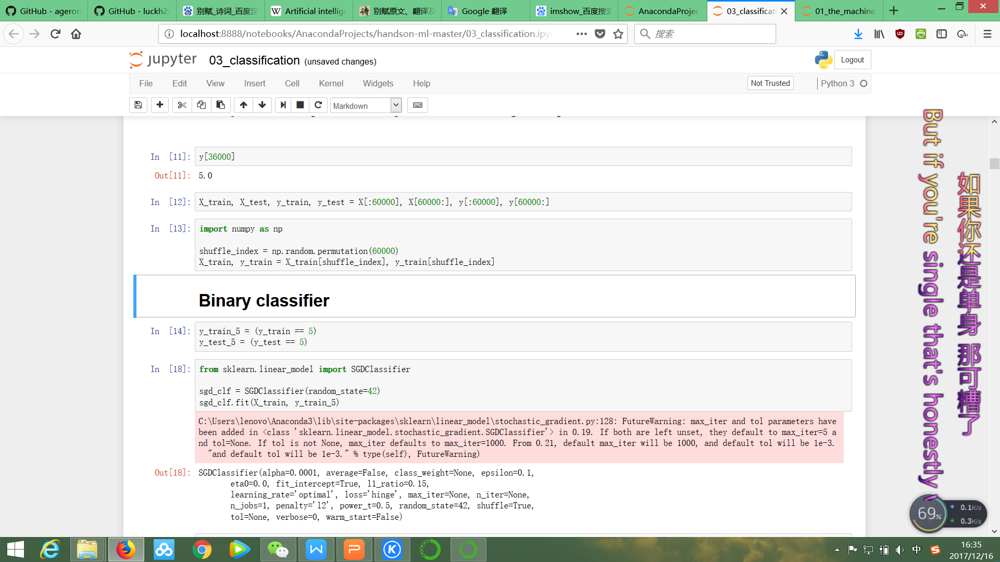 GitHub - ageron
GitHub - luckh2/
别赋_诗词_百度汉
Artificial intellige
别赋原文、翻译及
Google 翻译
imshow_百度搜索
AnacondaProjec
03_classificati
01_the_machine_
localhost:8888/notebooks/AnacondaProjects/handson-ml-master/03_classification.ipyn
搜索
jupyter 03_classification (unsaved changes)
Logout
File Edit View Insert Cell Kernel Widgets Help
Not Trusted
Python 3
Markdown
In [11]: y[36000]
Out[11]: 5.0
In [12]: X_train, X_test, y_train, y_test = X[:60000], X[60000:], y[:60000], y[60000:]
In [13]: import numpy as np
shuffle_index = np.random.permutation(60000)
X_train, y_train = X_train[shuffle_index], y_train[shuffle_index]
Binary classifier
In [14]: y_train_5 = (y_train == 5)
y_test_5 = (y_test == 5)
In [18]: from sklearn.linear_model import SGDClassifier
sgd_clf = SGDClassifier(random_state=42)
sgd_clf.fit(X_train, y_train_5)
C:\Users\lenovo\Anaconda3\lib\site-packages\sklearn\linear_model\stochastic_gradient.py:128: FutureWarning: max_iter and tol parameters have
been added in <class 'sklearn.linear_model.stochastic_gradient.SGDClassifier'> in 0.19. If both are left unset, they default to max_iter=5 a
nd tol=None. If tol is not None, max_iter defaults to max_iter=1000. From 0.21, default max_iter will be 1000, and default tol will be 1e-3.
"and default tol will be 1e-3." % type(self), FutureWarning)
Out[18]: SGDClassifier(alpha=0.0001, average=False, class_weight=None, epsilon=0.1,
eta0=0.0, fit_intercept=True, l1_ratio=0.15,
learning_rate='optimal', loss='hinge', max_iter=None, n_iter=None,
n_jobs=1, penalty='l2', power_t=0.5, random_state=42, shuffle=True,
tol=None, verbose=0, warm_start=False)
But if you're single that's honestly
如果你还是单身 那可糟了
69%
0.1K/s
0.3K/s
中
16:35
2017/12/16